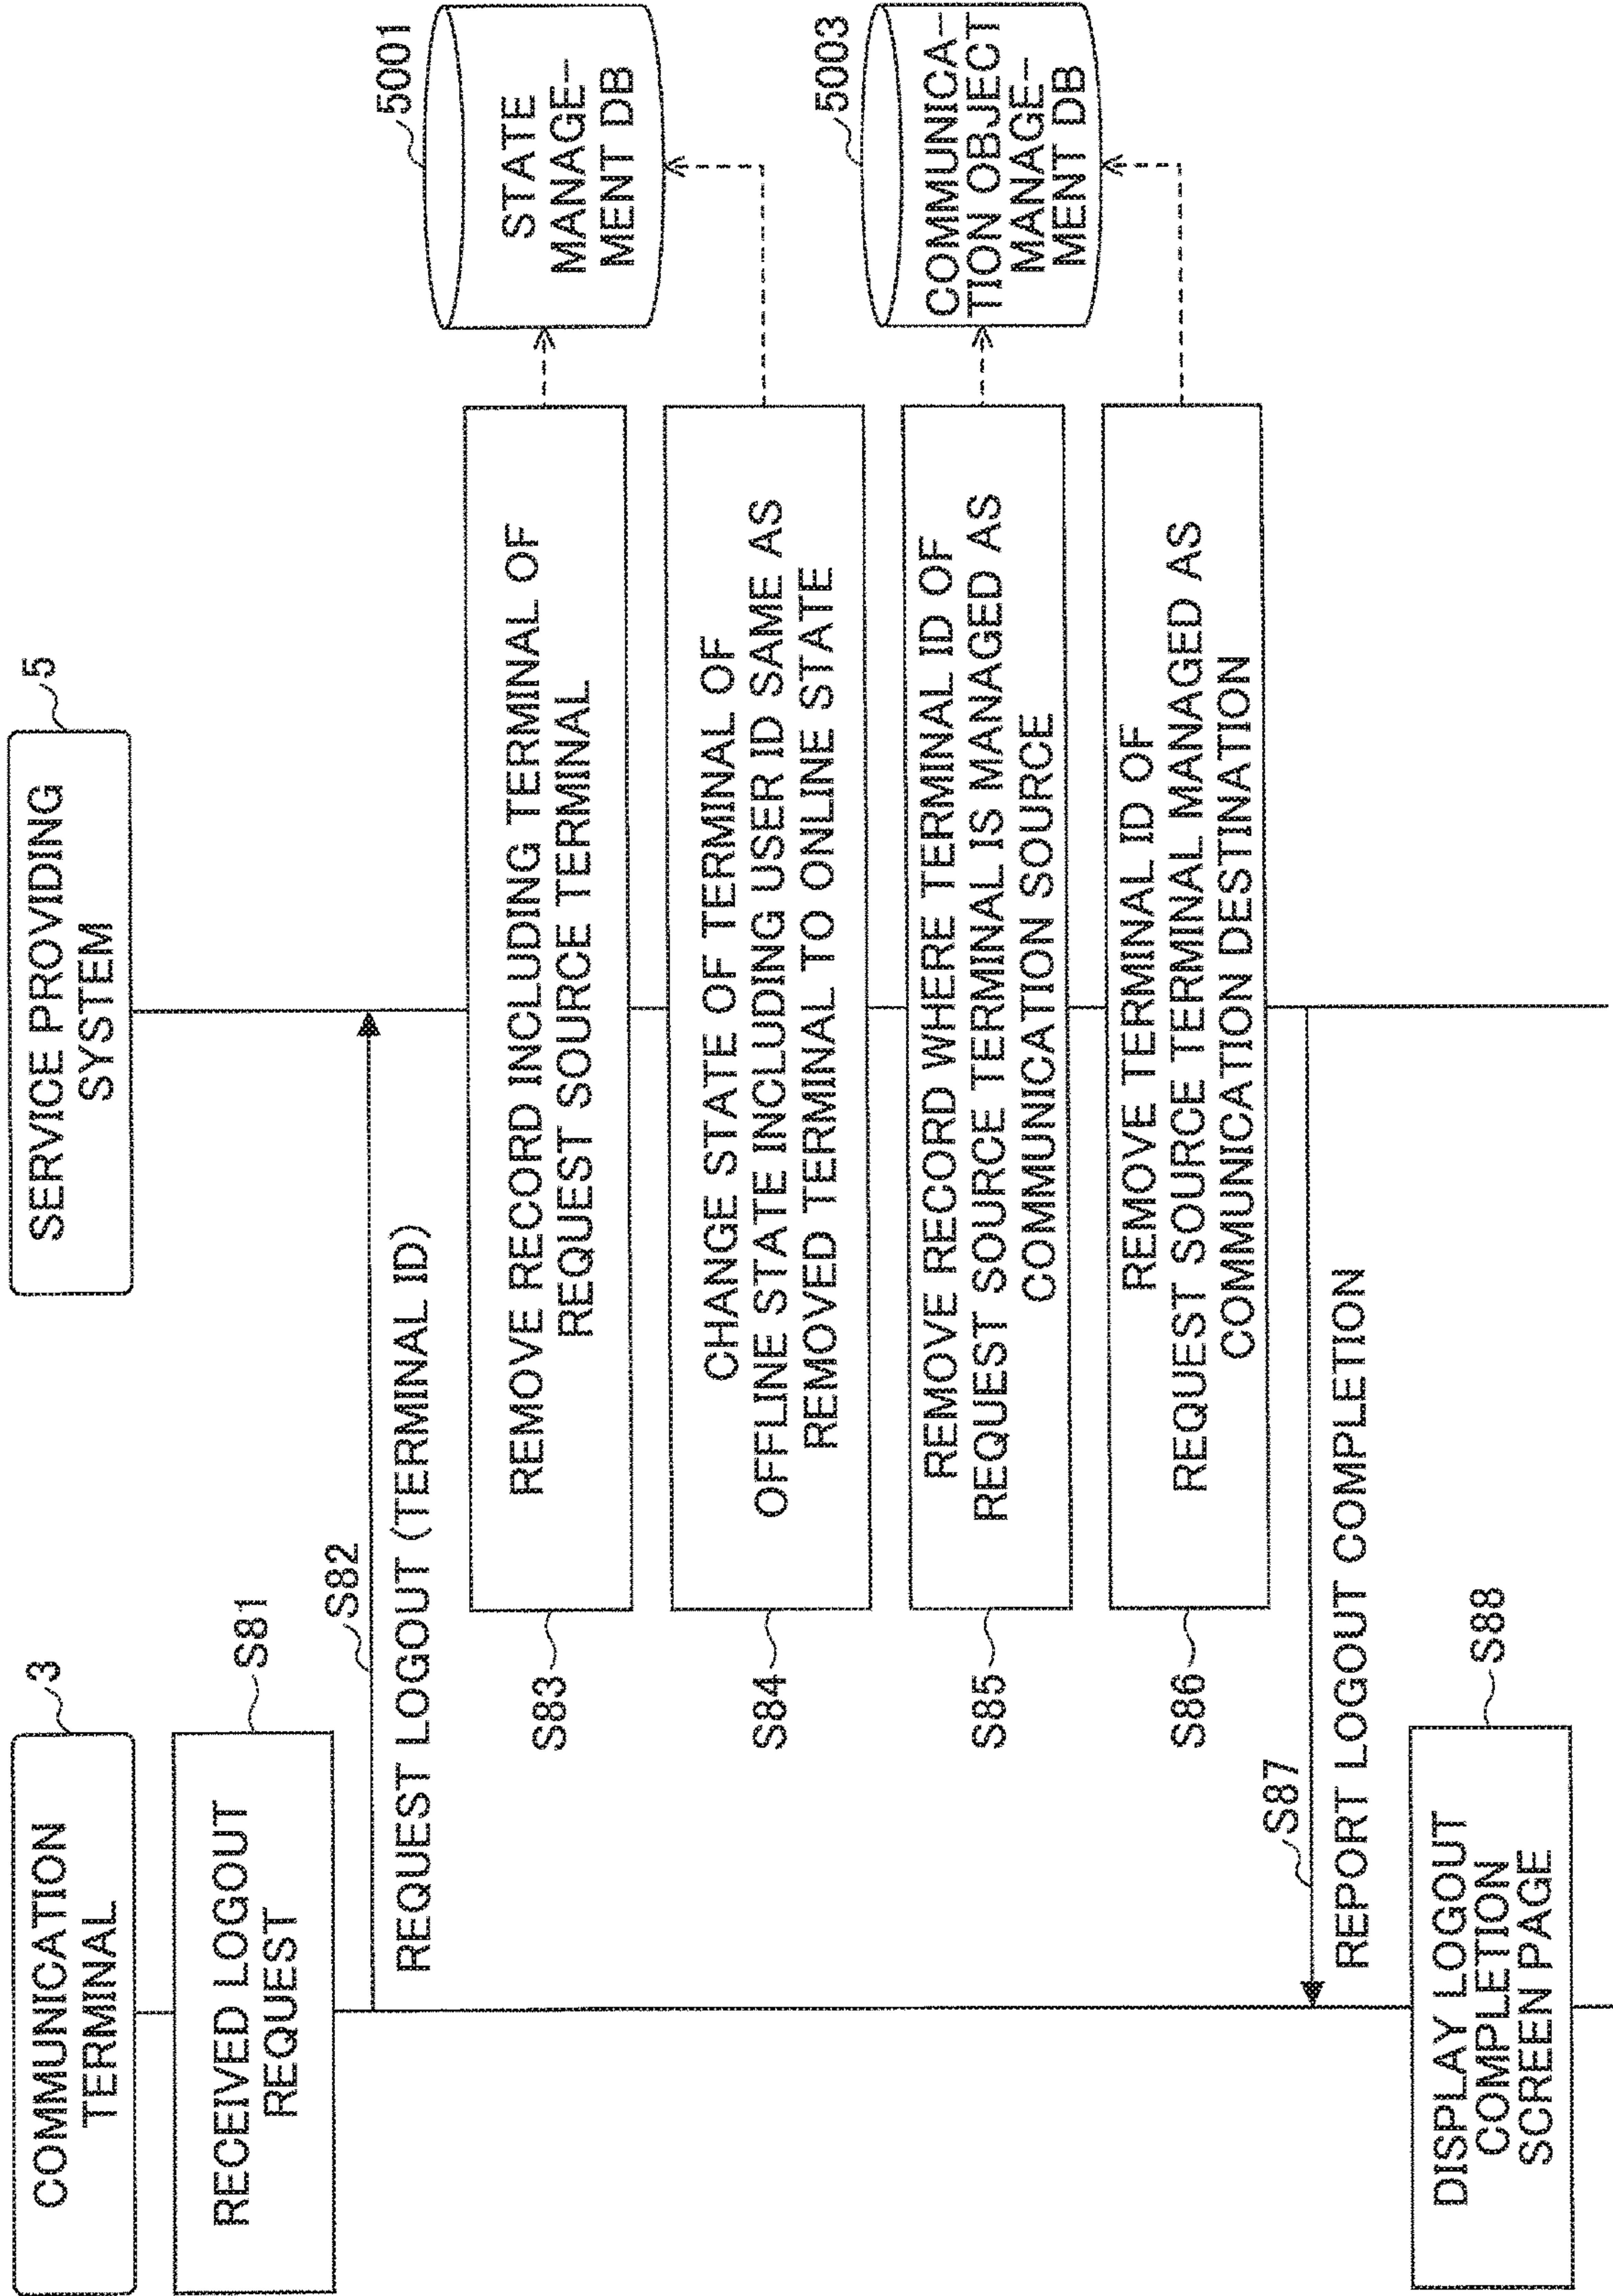 COMMUNICATION
TERMINAL
3
SERVICE PROVIDING
SYSTEM
5
RECEIVED LOGOUT
REQUEST
S81
S82
REQUEST LOGOUT (TERMINAL ID)
5001
STATE
MANAGE-
MENT DB
S83
REMOVE RECORD INCLUDING TERMINAL OF
REQUEST SOURCE TERMINAL
S84
CHANGE STATE OF TERMINAL OF
OFFLINE STATE INCLUDING USER ID SAME AS
REMOVED TERMINAL TO ONLINE STATE
5003
COMMUNICA-
TION OBJECT
MANAGE-
MENT DB
S85
REMOVE RECORD WHERE TERMINAL ID OF
REQUEST SOURCE TERMINAL IS MANAGED AS
COMMUNICATION SOURCE
S86
REMOVE TERMINAL ID OF
REQUEST SOURCE TERMINAL MANAGED AS
COMMUNICATION DESTINATION
S87
REPORT LOGOUT COMPLETION
DISPLAY LOGOUT
COMPLETION
SCREEN PAGE
S88